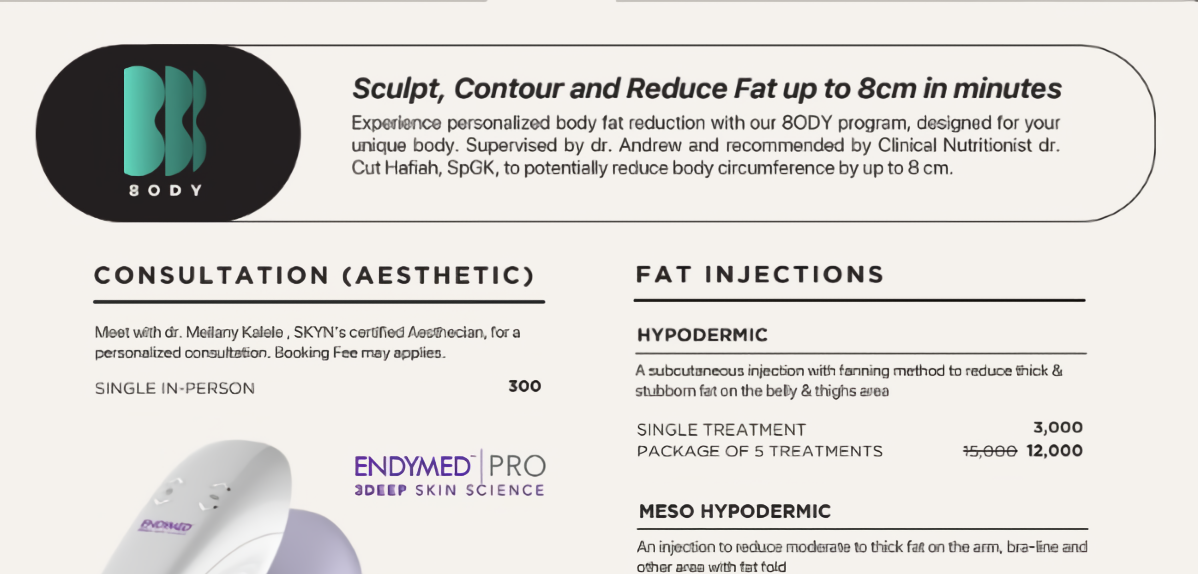 Sculpt, Contour and Reduce Fat up to 8cm in minutes
Experience personalized body fat reduction with our 8ODY program, designed for your
unique body. Supervised by dr. Andrew and recommended by Clinical Nutritionist dr.
Cut Hafiah, SpGK, to potentially reduce body circumference by up to 8 cm.
8ODY
CONSULTATION (AESTHETIC)
Meet with dr. Meilany Kalele , SKYN's certified Aesthecian, for a
personalized consultation. Booking Fee may applies.
SINGLE IN-PERSON 300
ENDYMED™ PRO
3DEEP SKIN SCIENCE
ENDYMED
FAT INJECTIONS
HYPODERMIC
A subcutaneous injection with fanning method to reduce thick &
stubborn fat on the belly & thighs area
SINGLE TREATMENT 3,000
PACKAGE OF 5 TREATMENTS 15,000 12,000
MESO HYPODERMIC
An injection to reduce moderate to thick fat on the arm, bra-line and
other area with fat fold